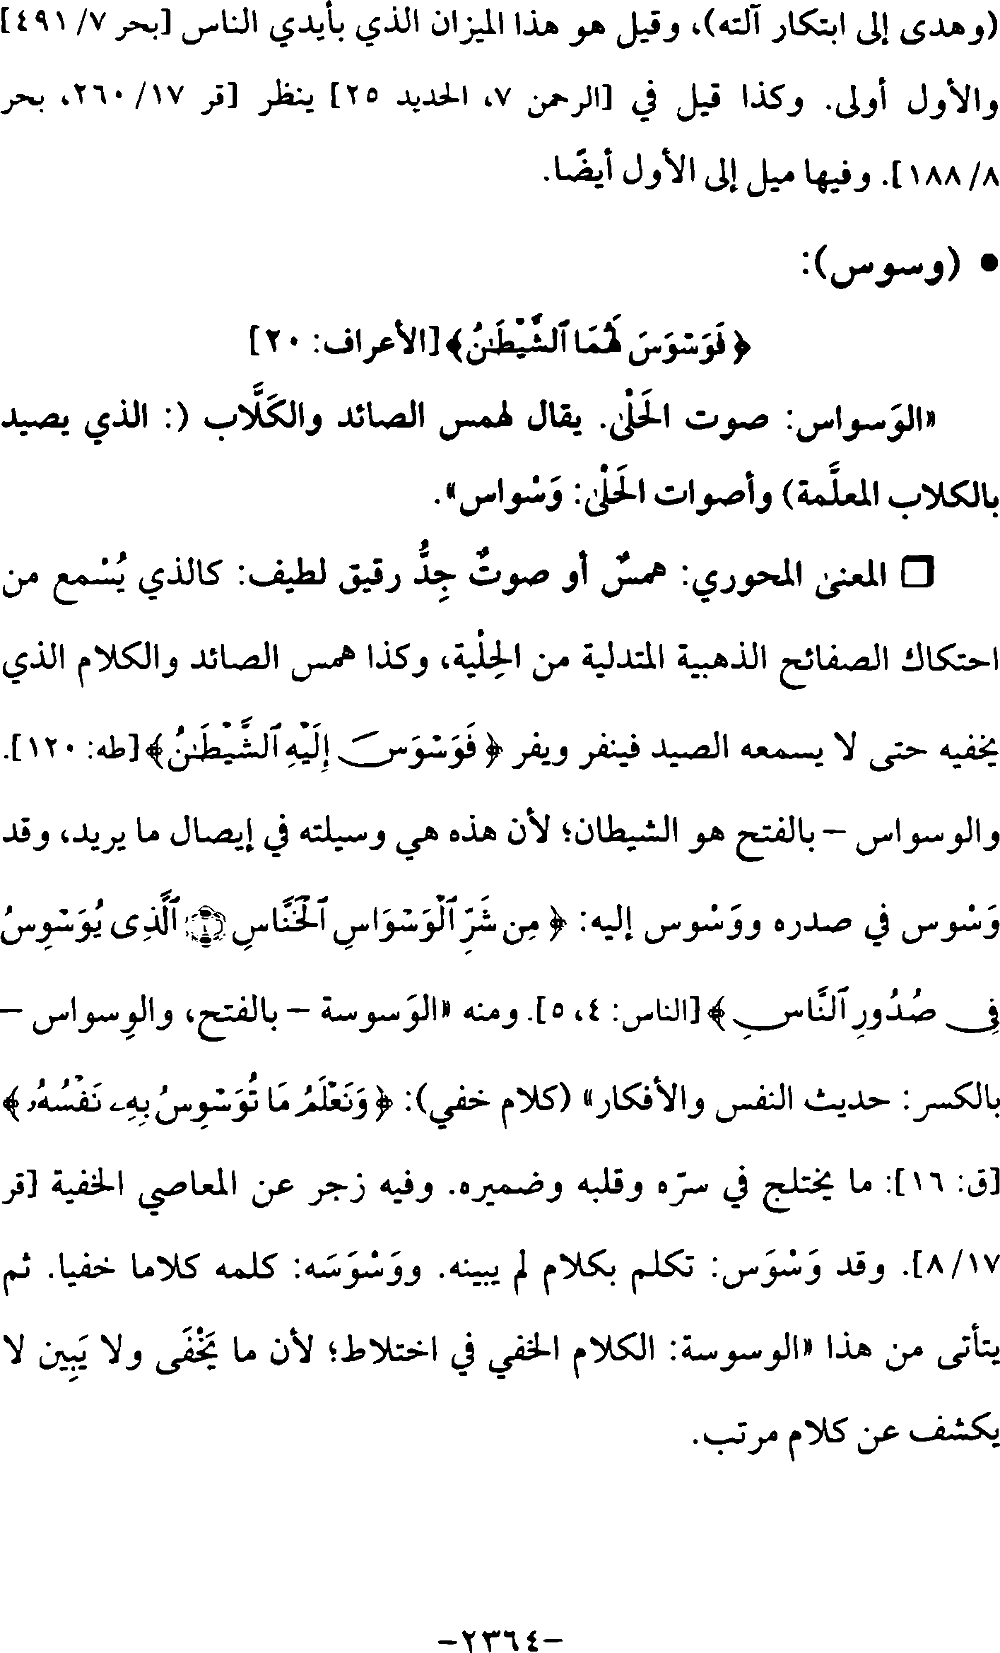 (وهدى إلى ابتكار آلته)، وقيل هو هذا الميزان الذي بأيدي الناس [بحر ٧/ ٤٩١]
والأول أولى. وكذا قيل في [الرحمن ٧، الحديد ٢٥] ينظر [قر ١٧/ ٢٦٠، بحر
٨/ ١٨٨]. وفيها ميل إلى الأول أيضًا.
• (وسوس):
﴿فَوَسْوَسَ لَهُمَا ٱلشَّيْطَٰنُ﴾ [الأعراف: ٢٠]
«الوَسواس: صوت الحَلْى. يقال لهمس الصائد والكَلَّاب (: الذي يصيد
بالكلاب المعلَّمة) وأصوات الحَلْى: وَسْواس».
□ المعنى المحوري: همسٌ أو صوتٌ جِدُّ رقيق لطيف: كالذي يُسْمع من
احتكاك الصفائح الذهبية المتدلية من الحِلْية، وكذا همس الصائد والكلام الذي
يخفيه حتى لا يسمعه الصيد فينفر ويفر ﴿فَوَسْوَسَ إِلَيْهِ ٱلشَّيْطَٰنُ﴾ [طه: ١٢٠].
والوسواس – بالفتح هو الشيطان؛ لأن هذه هي وسيلته في إيصال ما يريد، وقد
وَسْوس في صدره ووَسْوس إليه: ﴿مِن شَرِّ ٱلْوَسْوَاسِ ٱلْخَنَّاسِ ۝ ٱلَّذِى يُوَسْوِسُ
فِى صُدُورِ ٱلنَّاسِ﴾ [الناس: ٤، ٥]. ومنه «الوَسوسة – بالفتح، والوِسواس –
بالكسر: حديث النفس والأفكار» (كلام خفي): ﴿وَنَعْلَمُ مَا تُوَسْوِسُ بِهِۦ نَفْسُهُۥ﴾
[ق: ١٦]: ما يختلج في سرّه وقلبه وضميره. وفيه زجر عن المعاصي الخفية [قر
١٧/ ٨]. وقد وَسْوَس: تكلم بكلام لم يبينه. ووَسْوَسَه: كلمه كلاما خفيا. ثم
يتأتى من هذا «الوسوسة: الكلام الخفي في اختلاط؛ لأن ما يَخْفَى ولا يَبِين لا
يكشف عن كلام مرتب.
-٢٣٦٤-